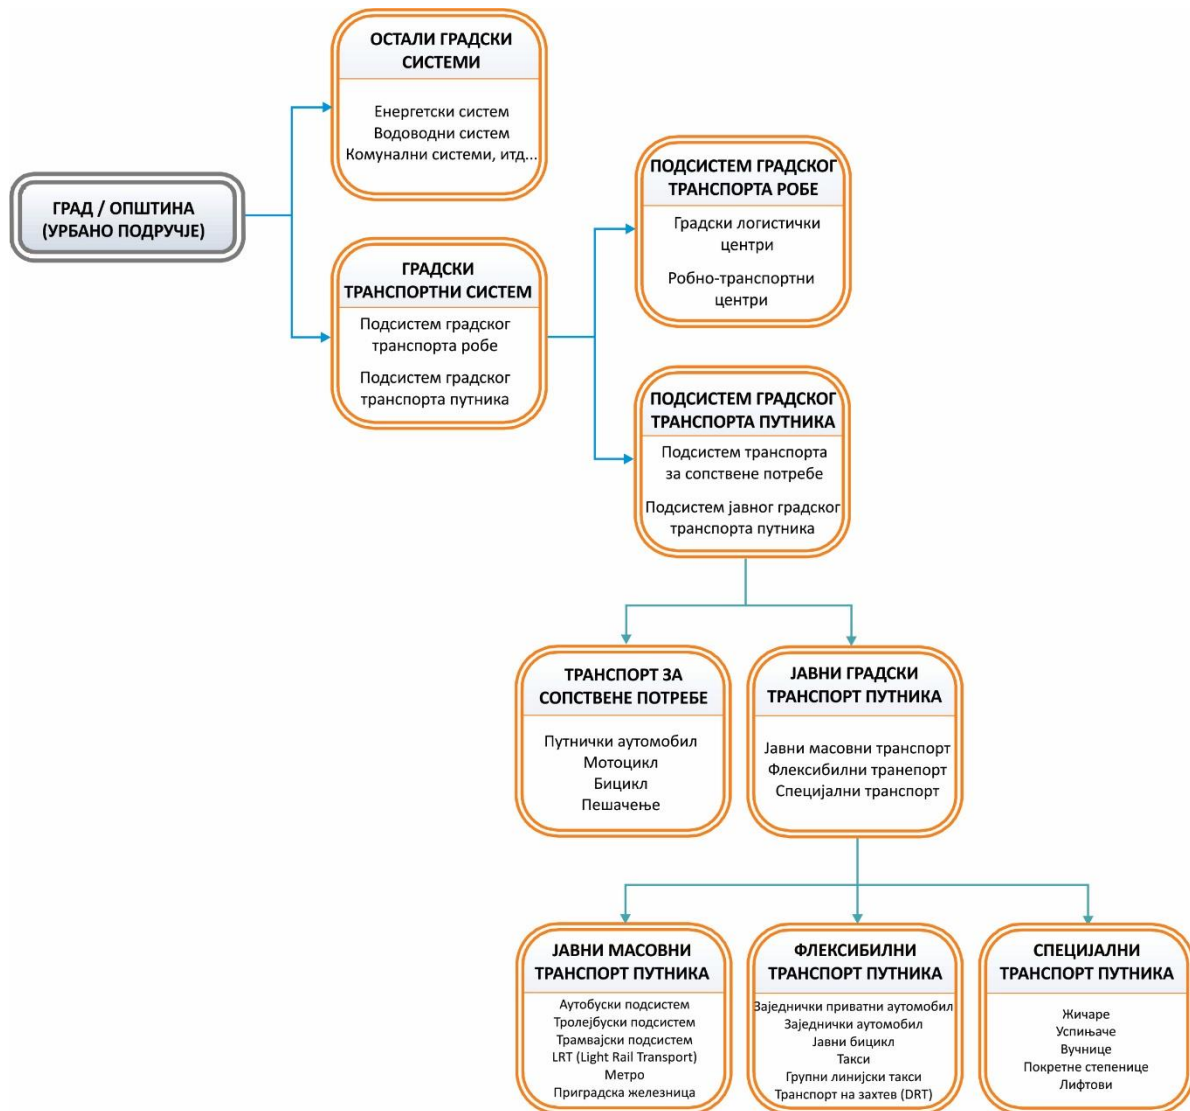 ОСТАЛИ ГРАДСКИ
СИСТЕМИ
Енергетски систем
Водоводни систем
Комунални системи, итд...
ГРАД / ОПШТИНА
(УРБАНО ПОДРУЧЈЕ)
ГРАДСКИ
ТРАНСПОРТНИ СИСТЕМ
Подсистем градског
транспорта робе
Подсистем градског
транспорта путника
ПОДСИСТЕМ ГРАДСКОГ
ТРАНСПОРТА РОБЕ
Градски логистички
центри
Робно-транспортни
центри
ПОДСИСТЕМ ГРАДСКОГ
ТРАНСПОРТА ПУТНИКА
Подсистем транспорта
за сопствене потребе
Подсистем јавног градског
транспорта путника
ТРАНСПОРТ ЗА
СОПСТВЕНЕ ПОТРЕБЕ
Путнички аутомобил
Мотоцикл
Бицикл
Пешачење
ЈАВНИ ГРАДСКИ
ТРАНСПОРТ ПУТНИКА
Јавни масовни транспорт
Флексибилни транепорт
Специјални транспорт
ЈАВНИ МАСОВНИ
ТРАНСПОРТ ПУТНИКА
Аутобуски подсистем
Тролејбуски подсистем
Трамвајски подсистем
LRT (Light Rail Transport)
Метро
Приградска железница
ФЛЕКСИБИЛНИ
ТРАНСПОРТ ПУТНИКА
Заједнички приватни аутомобил
Заједнички аутомобил
Јавни бицикл
Такси
Групни линијски такси
Транспорт на захтев (DRT)
СПЕЦИЈАЛНИ
ТРАНСПОРТ ПУТНИКА
Жичаре
Успињаче
Вучнице
Покретне степенице
Лифтови